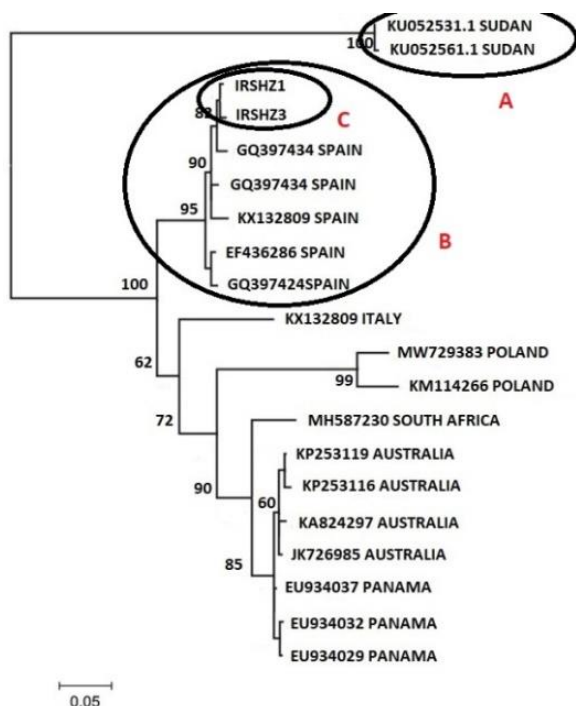 KU052531.1 SUDAN
100
KU052561.1 SUDAN
A
IRSHZ1
82
IRSHZ3
C
GQ397434 SPAIN
90
GQ397434 SPAIN
95
KX132809 SPAIN
B
EF436286 SPAIN
100
GQ397424SPAIN
KX132809 ITALY
62
MW729383 POLAND
99
KM114266 POLAND
72
MH587230 SOUTH AFRICA
KP253119 AUSTRALIA
90
KP253116 AUSTRALIA
60
KA824297 AUSTRALIA
JK726985 AUSTRALIA
85
EU934037 PANAMA
EU934032 PANAMA
EU934029 PANAMA
0.05